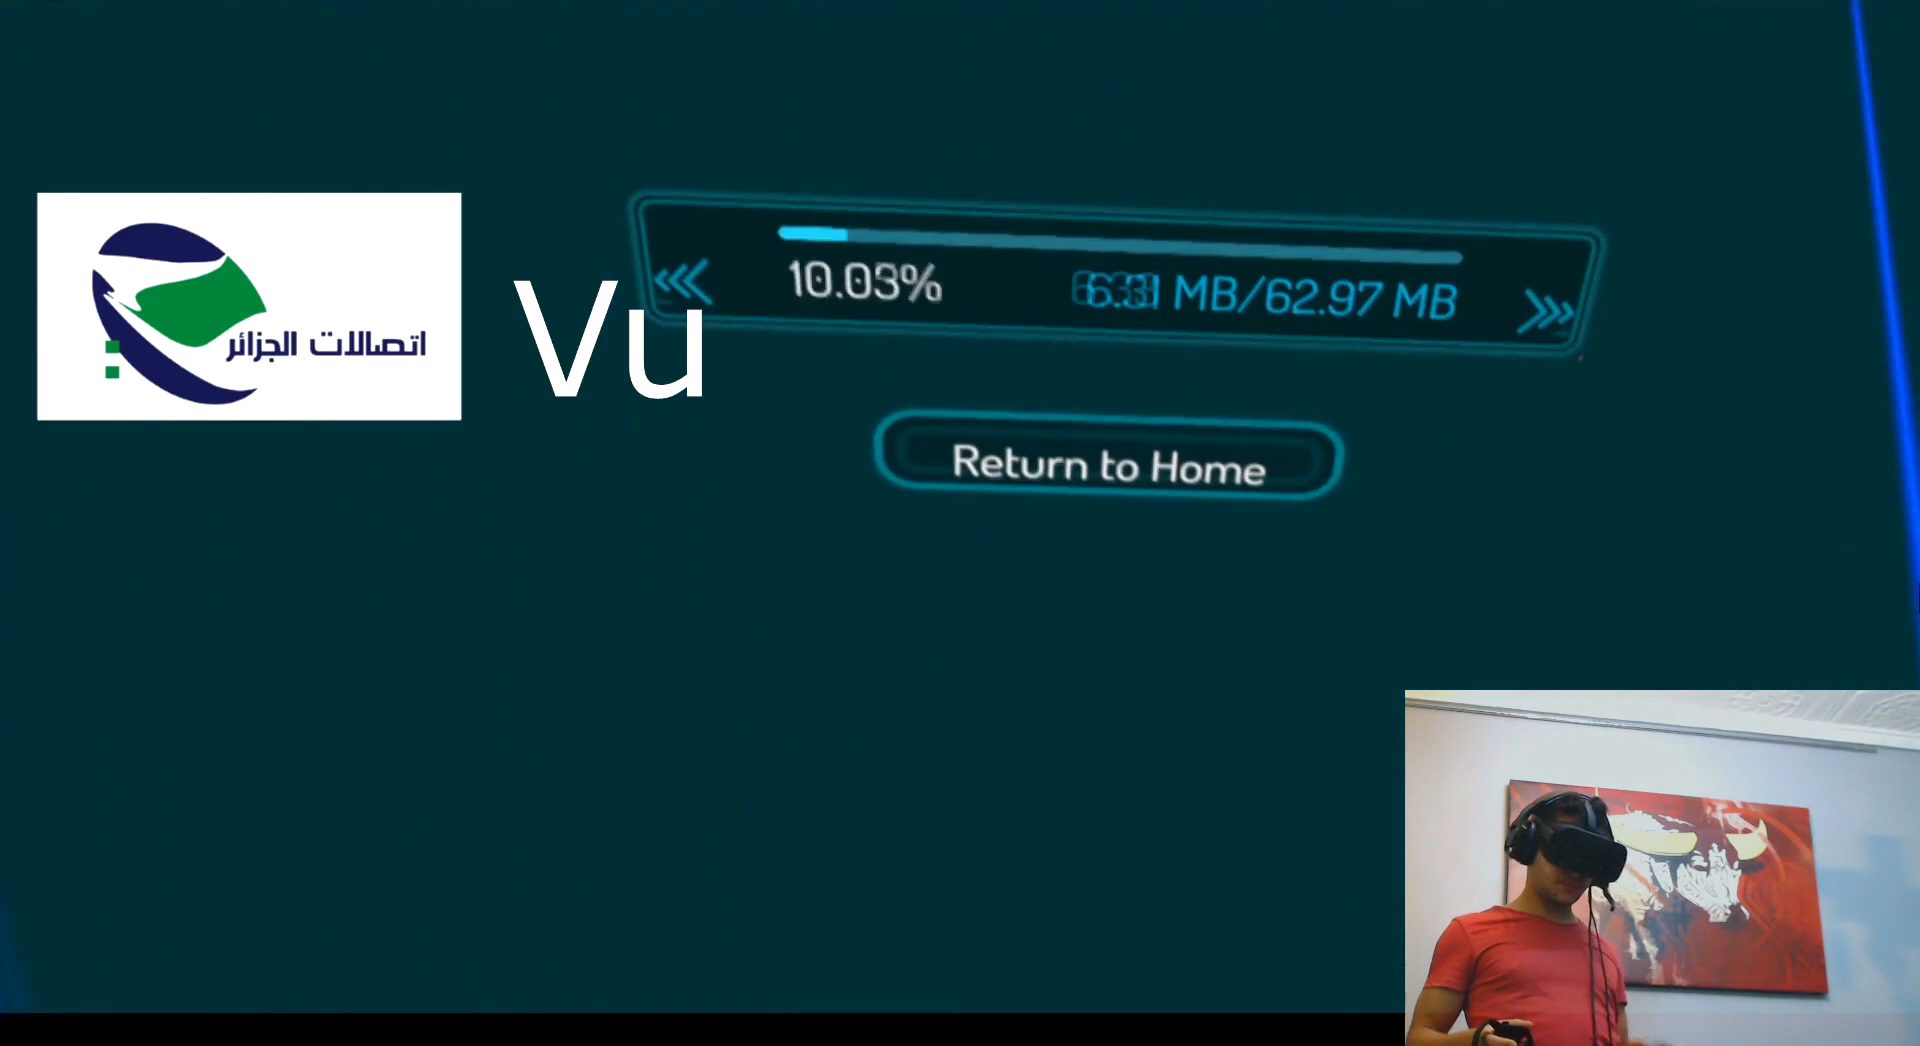 اتصالات الجزائر
Vu
10.03%
MB/62.97 MB
Return to Home